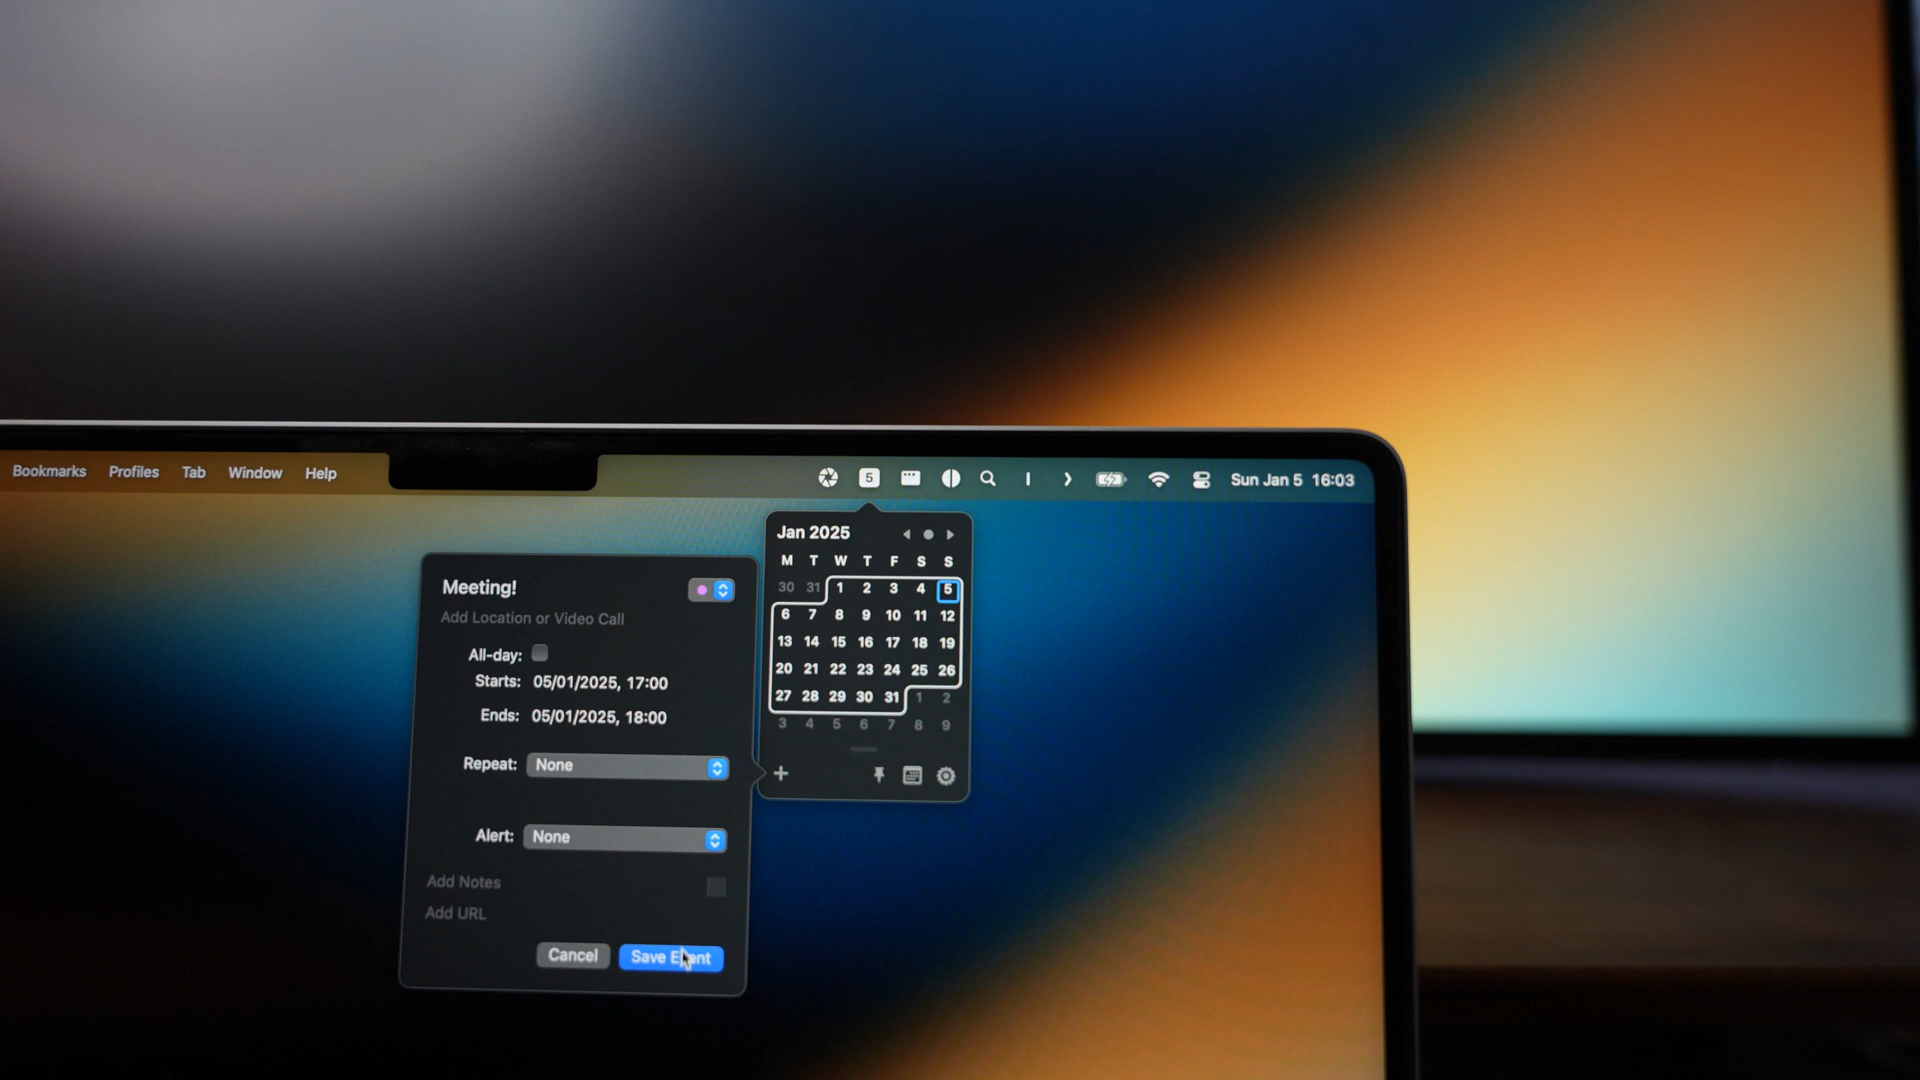 Bookmarks Profiles Tab Window Help
5
Sun Jan 5 16:03
Meeting!
Add Location or Video Call
All-day:
Starts: 05/01/2025, 17:00
Ends: 05/01/2025, 18:00
Repeat: None
Alert: None
Add Notes
Add URL
Cancel Save Event
Jan 2025
M T W T F S S
30 31 1 2 3 4 5
6 7 8 9 10 11 12
13 14 15 16 17 18 19
20 21 22 23 24 25 26
27 28 29 30 31 1 2
3 4 5 6 7 8 9